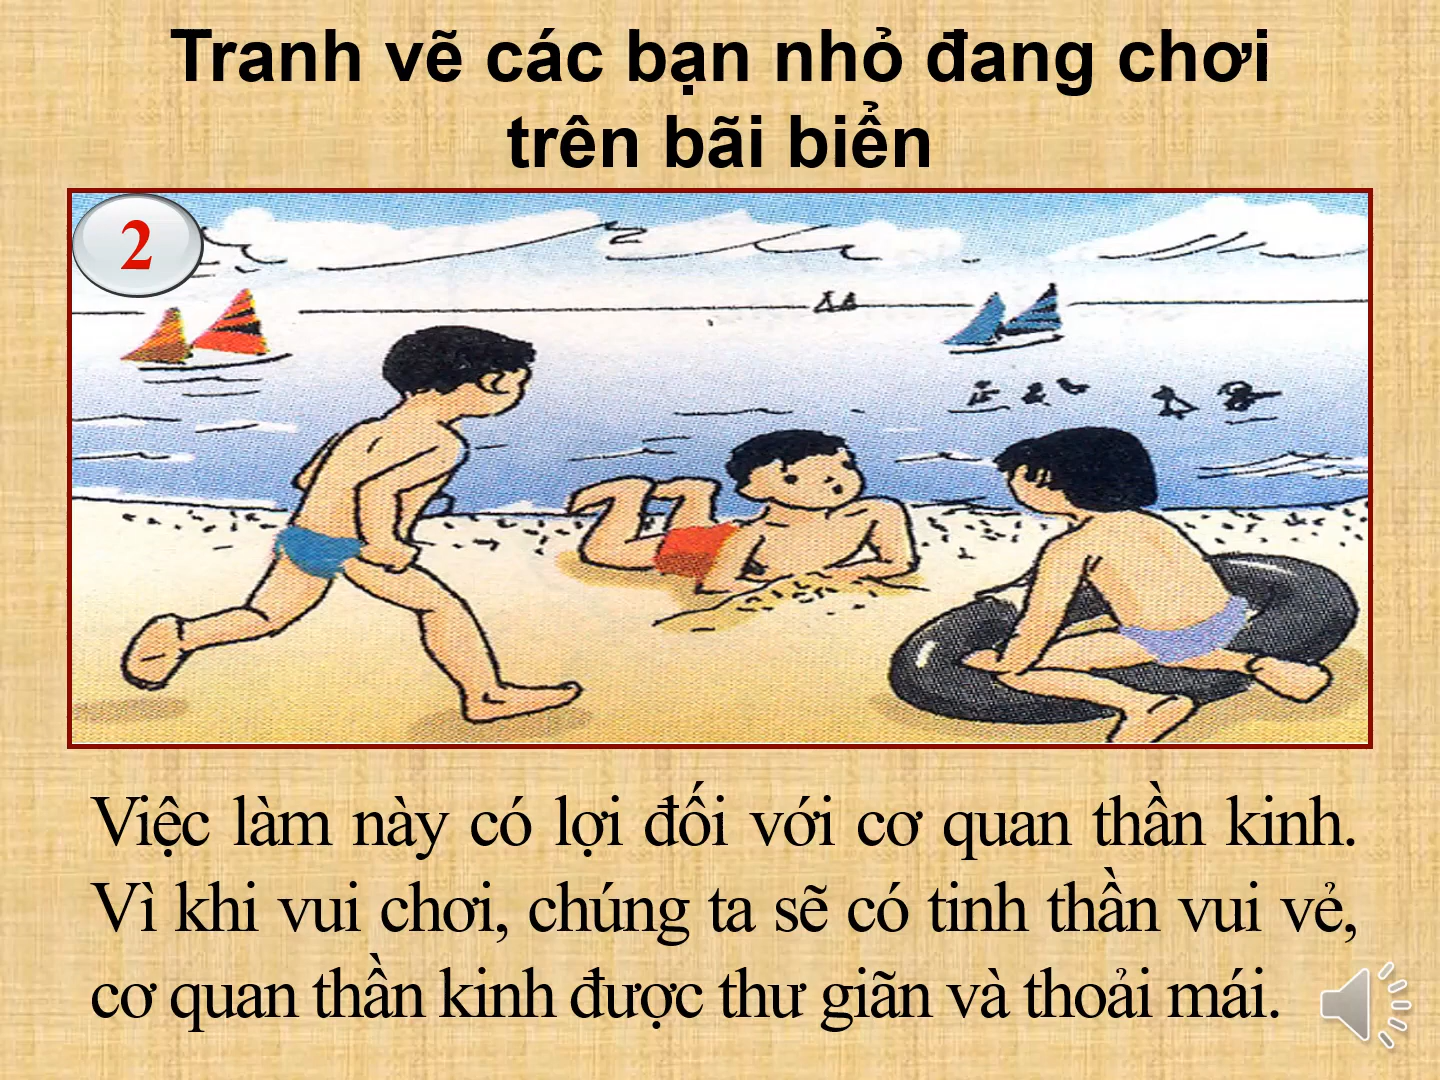 Tranh vẽ các bạn nhỏ đang chơi
trên bãi biển
2
Việc làm này có lợi đối với cơ quan thần kinh.
Vì khi vui chơi, chúng ta sẽ có tinh thần vui vẻ,
cơ quan thần kinh được thư giãn và thoải mái.